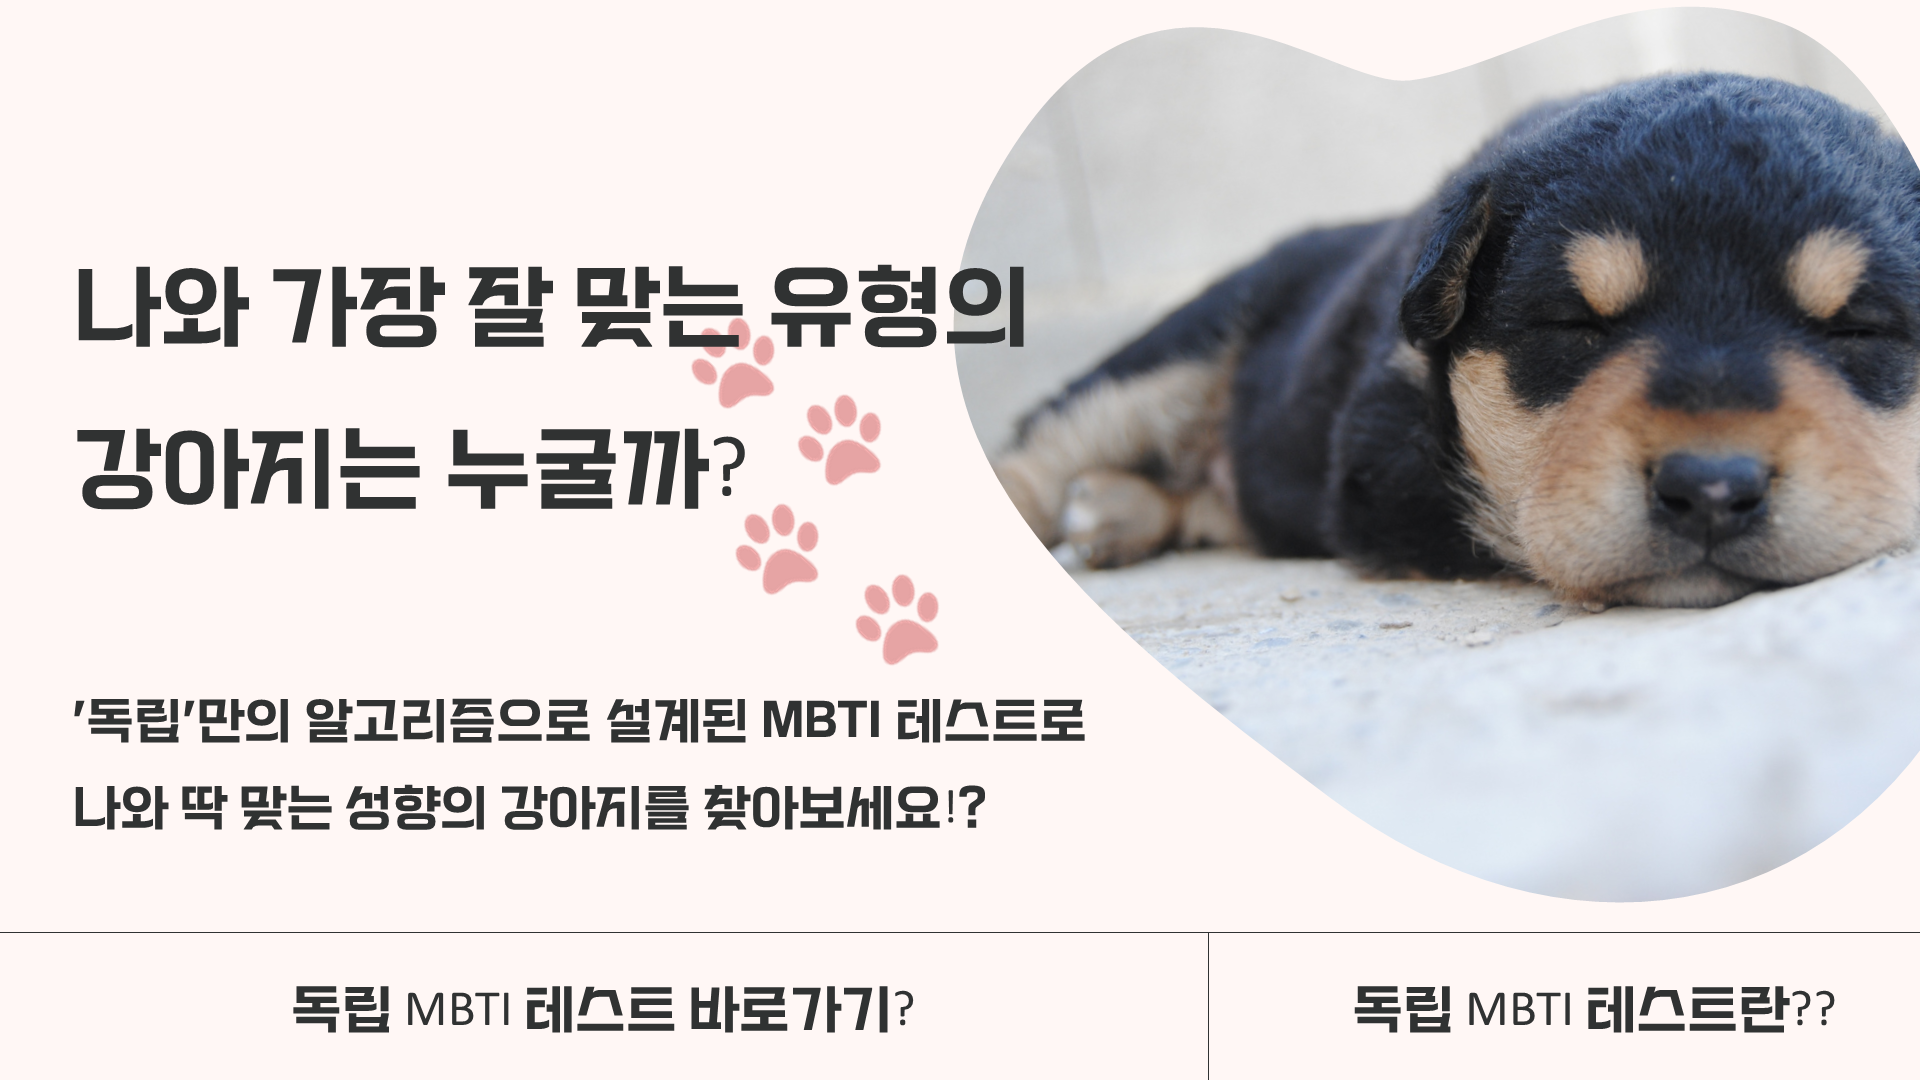 나와 가장 잘 맞는 유형의
강아지는 누굴까?
'독립'만의 알고리즘으로 설계된 MBTI 테스트로
나와 딱 맞는 성향의 강아지를 찾아보세요!?
독립 MBTI 테스트 바로가기?
독립 MBTI 테스트란??